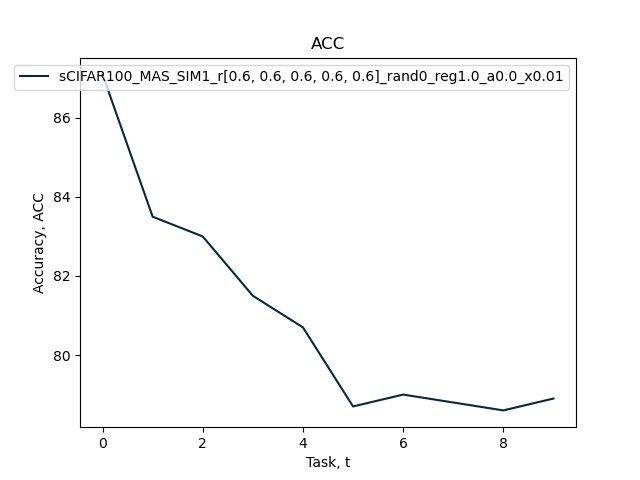 ACC
sCIFAR100_MAS_SIM1_r[0.6, 0.6, 0.6, 0.6, 0.6]_rand0_reg1.0_a0.0_x0.01
86
84
82
80
Accuracy, ACC
0 2 4 6 8
Task, t